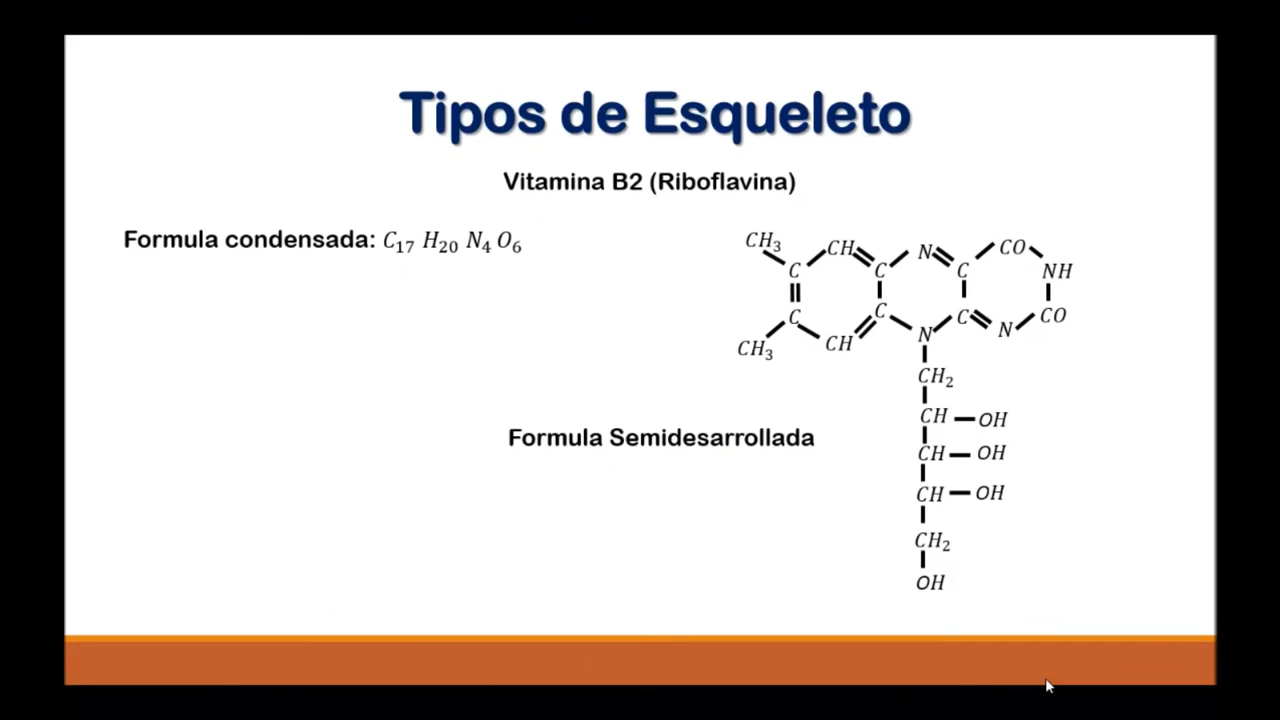 Tipos de Esqueleto
Vitamina B2 (Riboflavina)
Formula condensada: C₁₇ H₂₀ N₄ O₆
CH₃ CH N CO
C C C NH
C C C CO
CH₃ CH N N
CH₂
CH OH
Formula Semidesarrollada
CH OH
CH OH
CH₂
OH